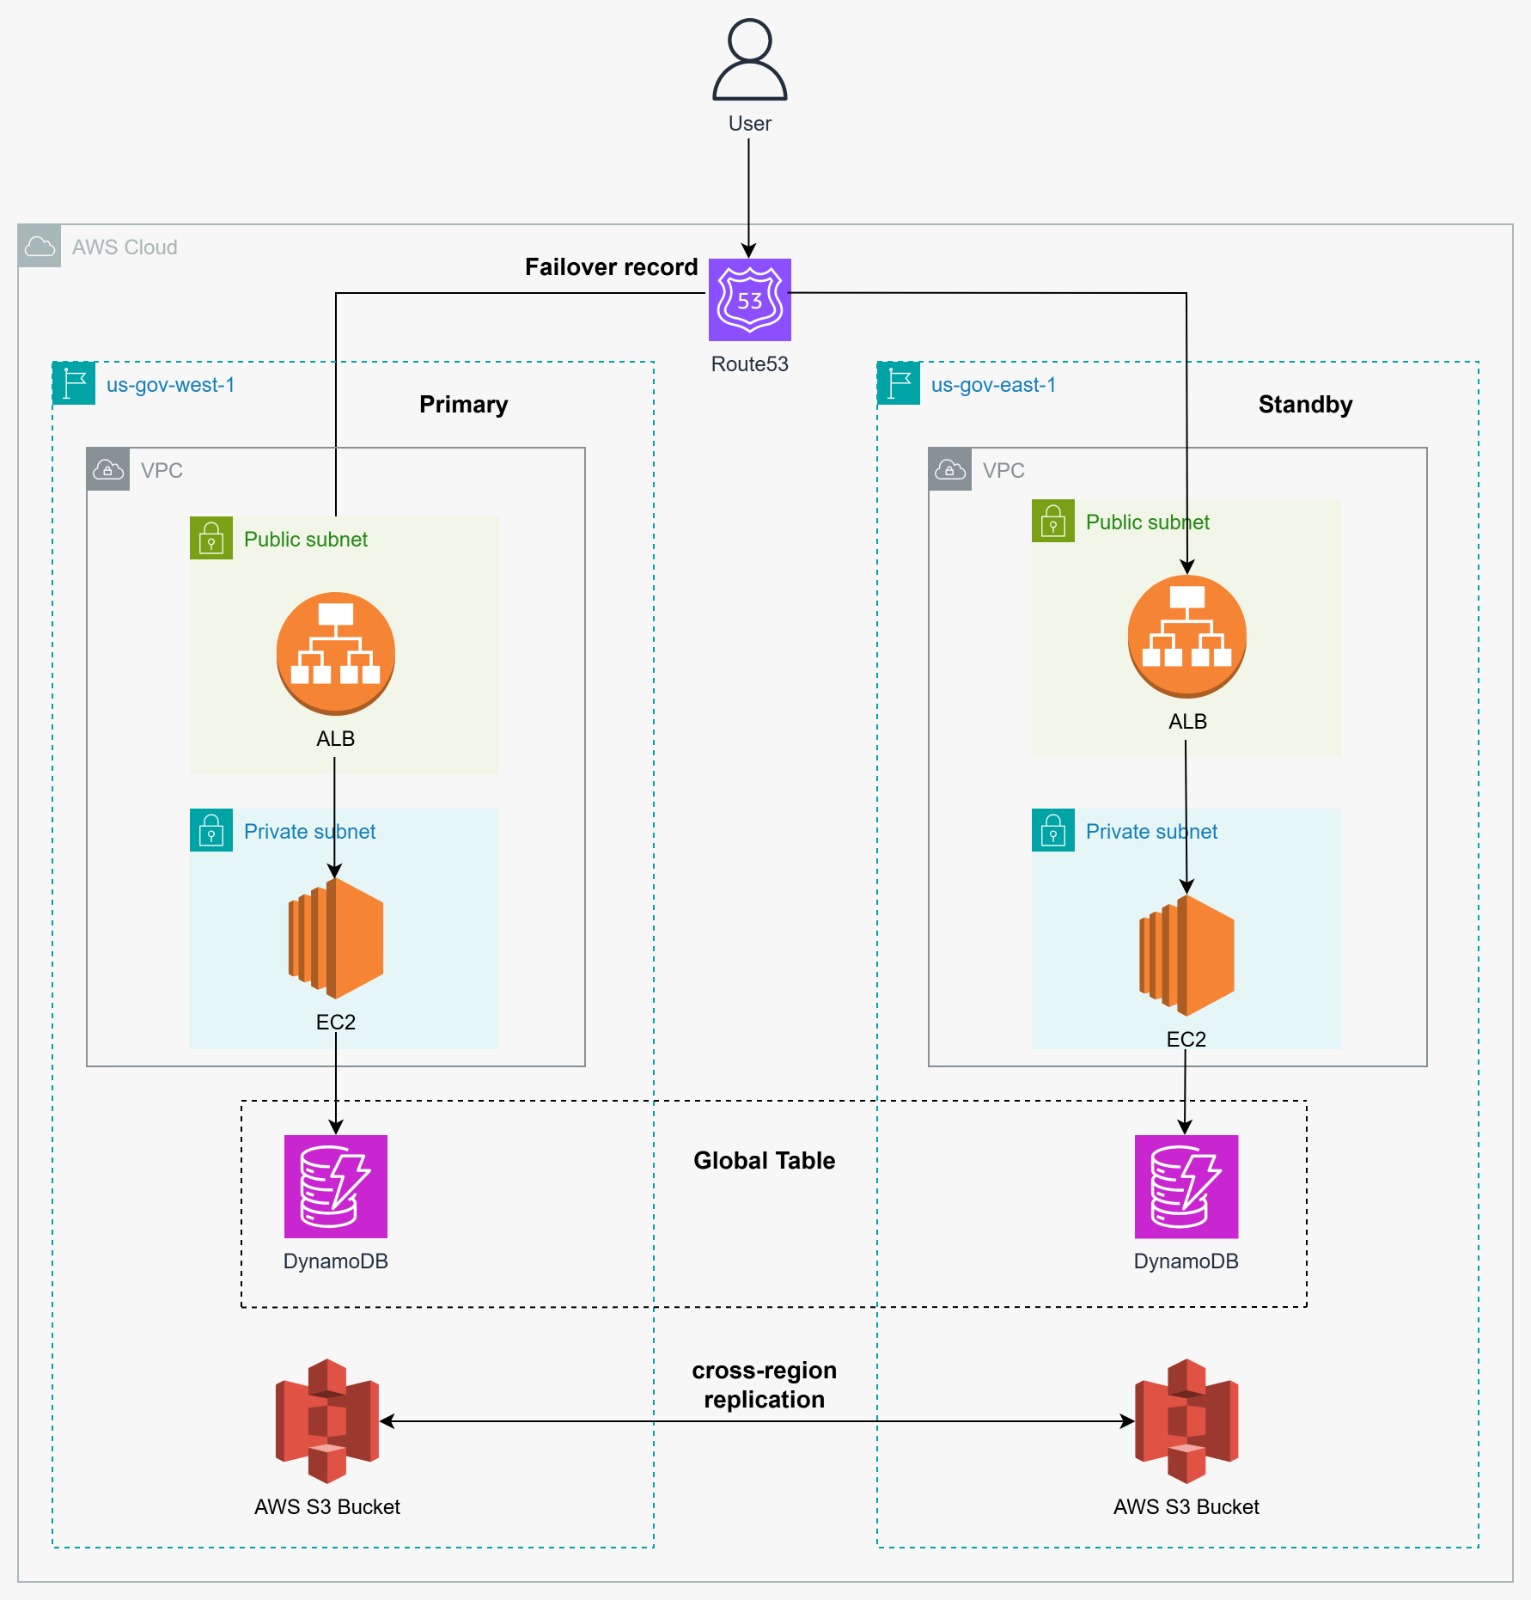 User
AWS Cloud
Failover record
53
Route53
us-gov-west-1
Primary
us-gov-east-1
Standby
VPC
VPC
Public subnet
Public subnet
ALB
ALB
Private subnet
Private subnet
EC2
EC2
Global Table
DynamoDB
DynamoDB
cross-region
replication
AWS S3 Bucket
AWS S3 Bucket